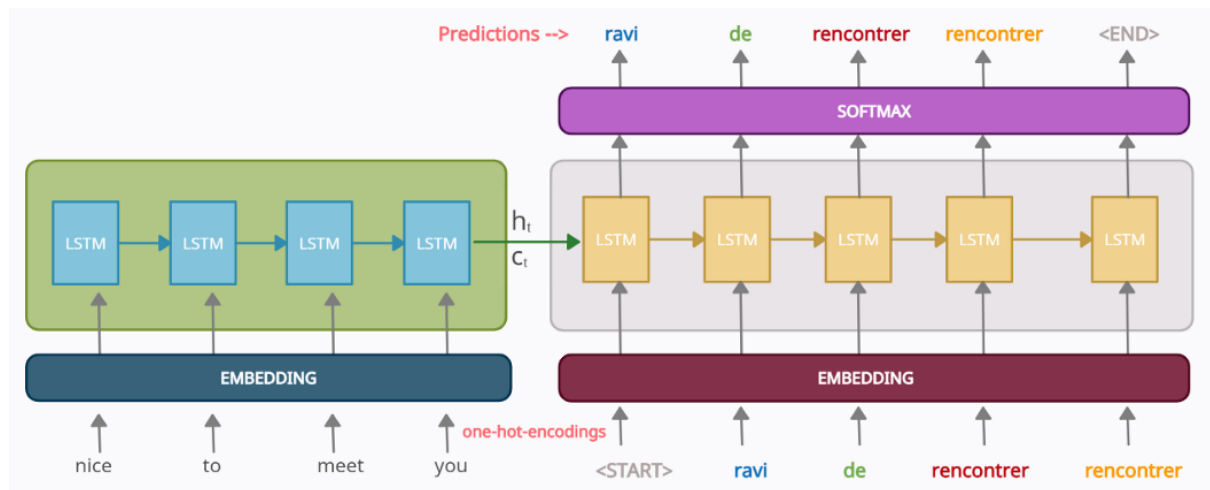 Predictions --> ravi de rencontrer rencontrer <END>
SOFTMAX
LSTM LSTM LSTM LSTM hₜ cₜ LSTM LSTM LSTM LSTM LSTM
EMBEDDING EMBEDDING
one-hot-encodings
nice to meet you <START> ravi de rencontrer rencontrer